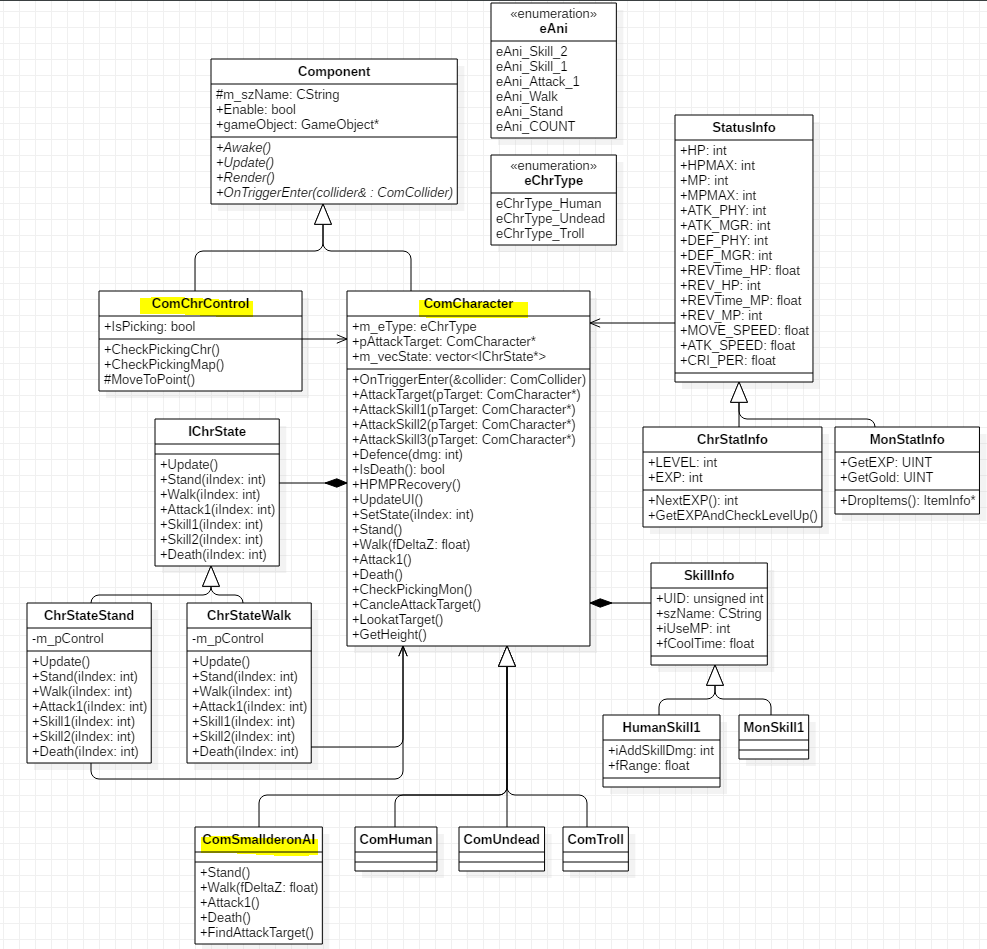 «enumeration»
eAni
eAni_Skill_2
eAni_Skill_1
eAni_Attack_1
eAni_Walk
eAni_Stand
eAni_COUNT
Component
#m_szName: CString
+Enable: bool
+gameObject: GameObject*
+Awake()
+Update()
+Render()
+OnTriggerEnter(collider& : ComCollider)
«enumeration»
eChrType
eChrType_Human
eChrType_Undead
eChrType_Troll
StatusInfo
+HP: int
+HPMAX: int
+MP: int
+MPMAX: int
+ATK_PHY: int
+ATK_MGR: int
+DEF_PHY: int
+DEF_MGR: int
+REVTime_HP: float
+REV_HP: int
+REVTime_MP: float
+REV_MP: int
+MOVE_SPEED: float
+ATK_SPEED: float
+CRI_PER: float
ComChrControl
+IsPicking: bool
+CheckPickingChr()
+CheckPickingMap()
#MoveToPoint()
ComCharacter
+m_eType: eChrType
+pAttackTarget: ComCharacter*
+m_vecState: vector<IChrState*>
+OnTriggerEnter(&collider: ComCollider)
+AttackTarget(pTarget: ComCharacter*)
+AttackSkill1(pTarget: ComCharacter*)
+AttackSkill2(pTarget: ComCharacter*)
+AttackSkill3(pTarget: ComCharacter*)
+Defence(dmg: int)
+IsDeath(): bool
+HPMPRecovery()
+UpdateUI()
+SetState(iIndex: int)
+Stand()
+Walk(fDeltaZ: float)
+Attack1()
+Death()
+CheckPickingMon()
+CancleAttackTarget()
+LookatTarget()
+GetHeight()
IChrState
+Update()
+Stand(iIndex: int)
+Walk(iIndex: int)
+Attack1(iIndex: int)
+Skill1(iIndex: int)
+Skill2(iIndex: int)
+Death(iIndex: int)
ChrStatInfo
+LEVEL: int
+EXP: int
+NextEXP(): int
+GetEXPAndCheckLevelUp()
MonStatInfo
+GetEXP: UINT
+GetGold: UINT
+DropItems(): ItemInfo*
ChrStateStand
-m_pControl
+Update()
+Stand(iIndex: int)
+Walk(iIndex: int)
+Attack1(iIndex: int)
+Skill1(iIndex: int)
+Skill2(iIndex: int)
+Death(iIndex: int)
ChrStateWalk
-m_pControl
+Update()
+Stand(iIndex: int)
+Walk(iIndex: int)
+Attack1(iIndex: int)
+Skill1(iIndex: int)
+Skill2(iIndex: int)
+Death(iIndex: int)
SkillInfo
+UID: unsigned int
+szName: CString
+iUseMP: int
+fCoolTime: float
HumanSkill1
+iAddSkillDmg: int
+fRange: float
MonSkill1
ComSmallderonAI
+Stand()
+Walk(fDeltaZ: float)
+Attack1()
+Death()
+FindAttackTarget()
ComHuman
ComUndead
ComTroll